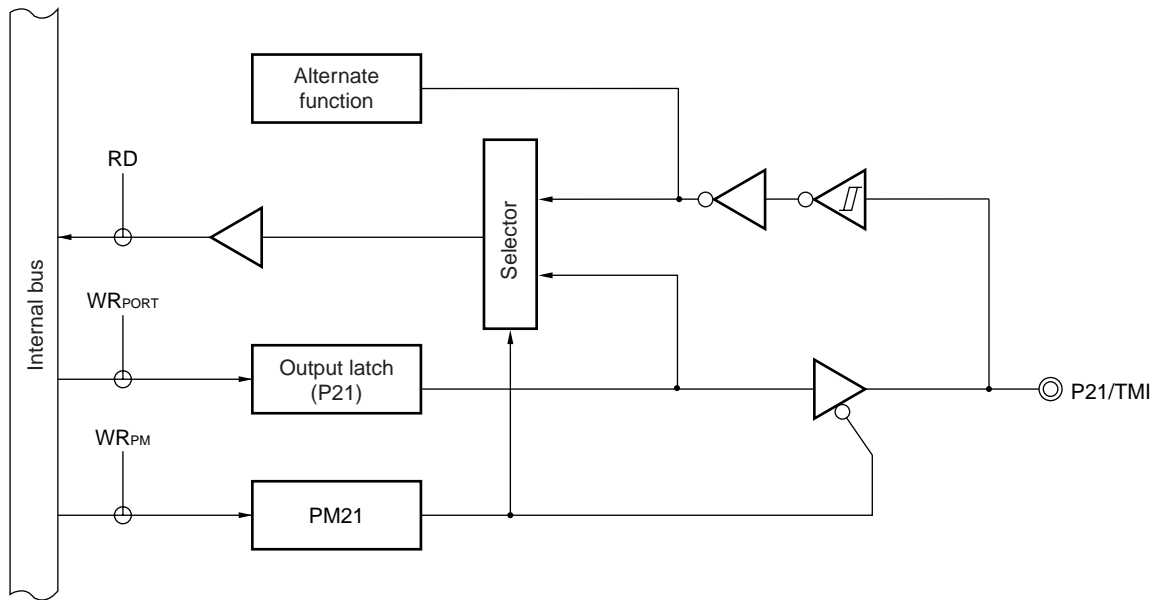 Alternate
function
RD
Selector
Internal bus
WRPORT
Output latch
(P21)
P21/TMI
WRPM
PM21